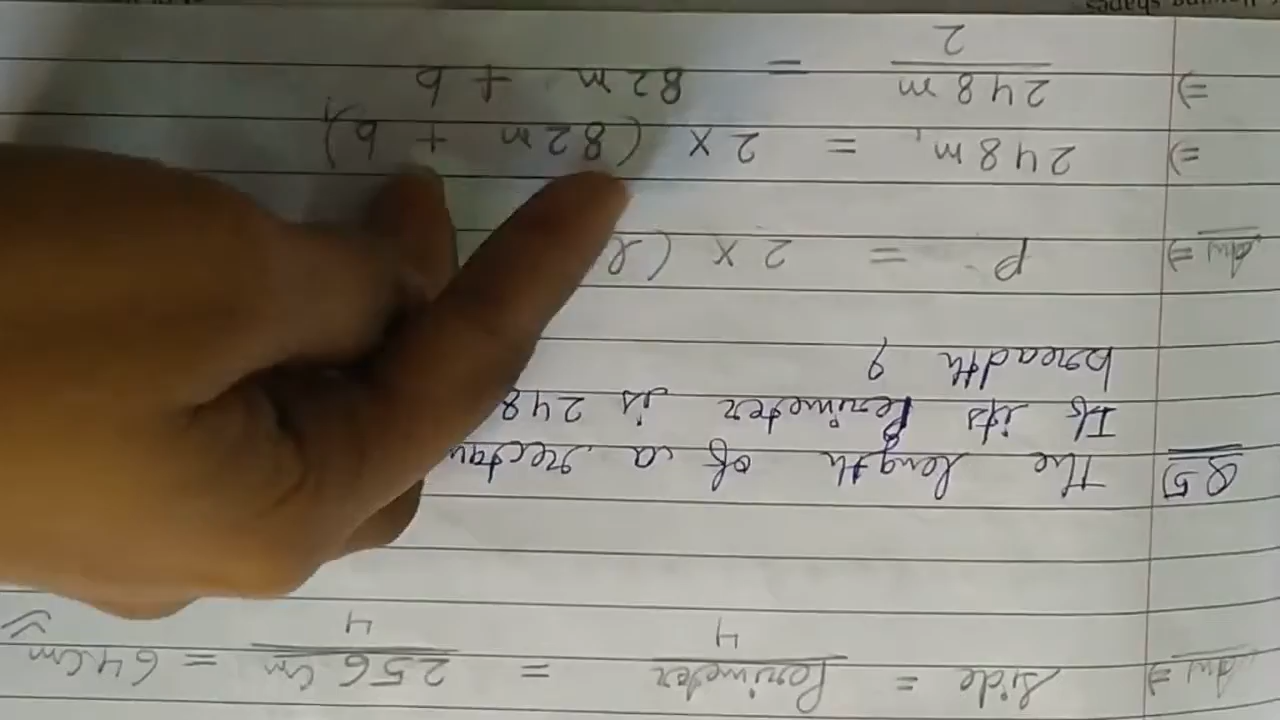 Ans ⇒ Side = Perimeter / 4 = 256 cm / 4 = 64 cm
Q5) The length of a
If its Perimeter is 248
breadth ?
Ans ⇒ P = 2 × (l
⇒ 248 m = 2 × (82 m + b)
⇒ 248 m / 2 = 82 m + b